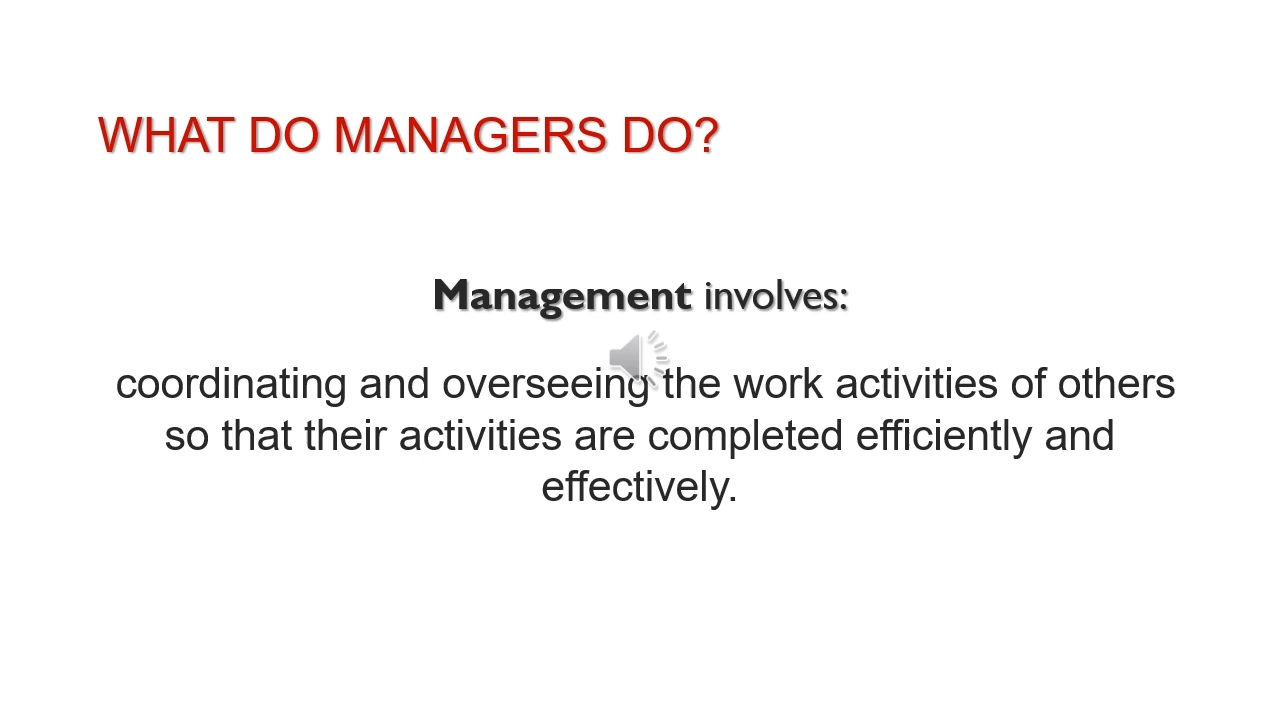 WHAT DO MANAGERS DO?
Management involves:
coordinating and overseeing the work activities of others
so that their activities are completed efficiently and
effectively.